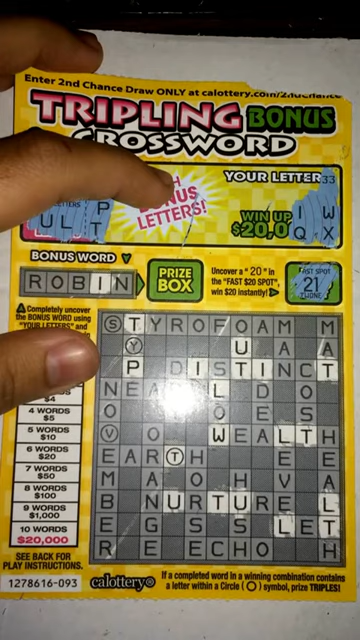 Enter 2nd Chance Draw ONLY at calottery.com/2ndchance
TRIPLING BONUS
CROSSWORD
YOUR LETTERS
33
P
U L T
BONUS
LETTERS!
WIN UP
$20,0
I W
Q X
BONUS WORD
ROBIN
PRIZE
BOX
Uncover a "20" in
the "FAST $20 SPOT",
win $20 instantly!
FAST SPOT
21
TWONE
Completely uncover
the BONUS WORD using
"YOUR LETTERS" and
STYROFOAM M
Y U A A
P DISTINCT
NEA L D O
O O E S
V O WEALTH
EARTH E E
M A O H V A
B NURTURE L
E G S S LET
R E ECHO H
4 WORDS
$5
5 WORDS
$10
6 WORDS
$20
7 WORDS
$50
8 WORDS
$100
9 WORDS
$1,000
10 WORDS
$20,000
SEE BACK FOR
PLAY INSTRUCTIONS.
1278616-093
calottery
If a completed word in a winning combination contains
a letter within a Circle (O) symbol, prize TRIPLES!